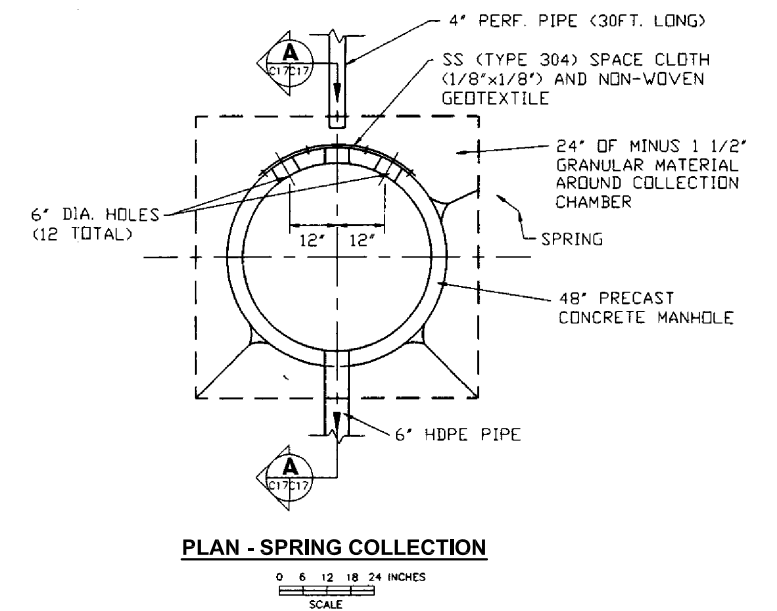 4" PERF. PIPE (30FT. LONG)
A
C17 C17
SS (TYPE 304) SPACE CLOTH
(1/8"x1/8") AND NON-WOVEN
GEOTEXTILE
24" OF MINUS 1 1/2"
GRANULAR MATERIAL
AROUND COLLECTION
CHAMBER
6" DIA. HOLES
(12 TOTAL)
12" 12"
SPRING
48" PRECAST
CONCRETE MANHOLE
6" HDPE PIPE
A
C17 C17
PLAN - SPRING COLLECTION
0 6 12 18 24 INCHES
SCALE